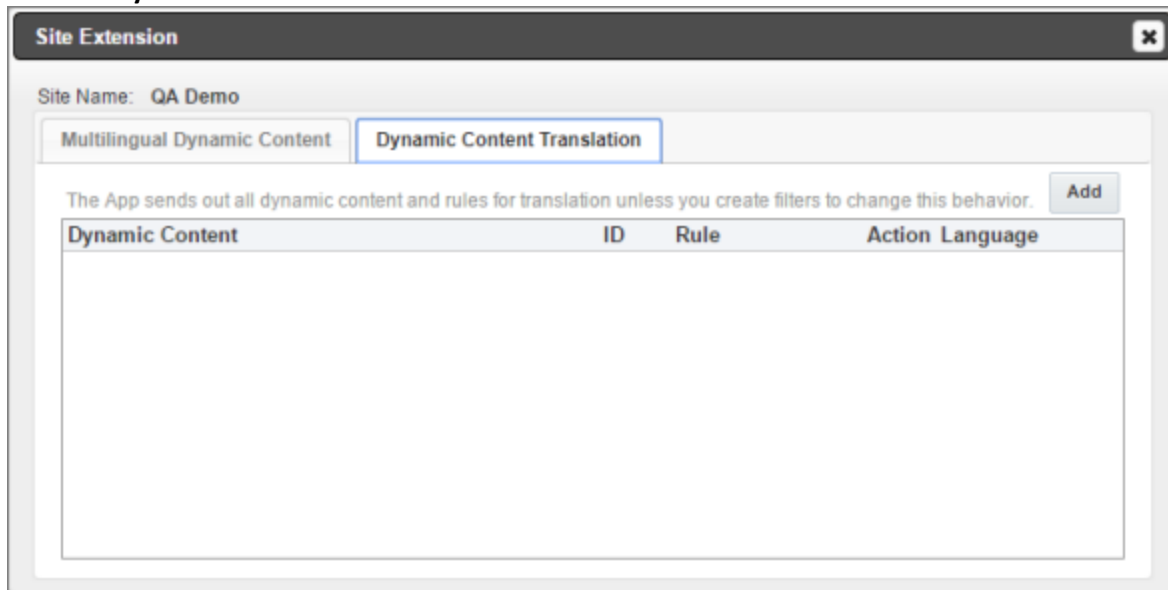 Site Extension
Site Name: QA Demo
Multilingual Dynamic Content Dynamic Content Translation
The App sends out all dynamic content and rules for translation unless you create filters to change this behavior. Add
Dynamic Content ID Rule Action Language